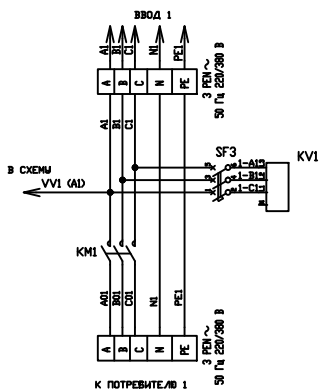 ВВОД 1
A1
B1
C1
N1
PE1
A
B
C
N
PE
3 PEN ~
50 Гц 220/380 В
A1
B1
C1
SF3
KV1
В СХЕМЫ
VV1 (A1)
1-A1
1-B1
1-C1
KM1
A01
B01
C01
N1
PE1
A
B
C
N
PE
3 PEN ~
50 Гц 220/380 В
К ПОТРЕБИТЕЛЮ 1